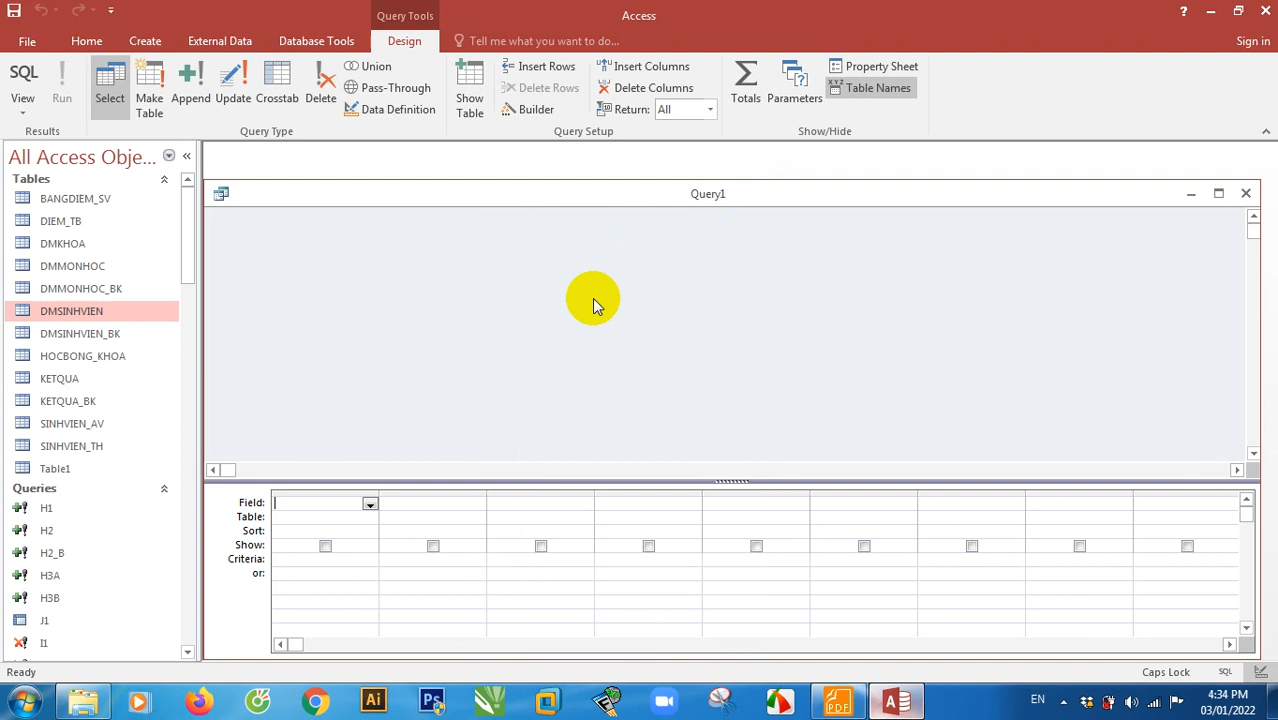 Query Tools
Access
File
Home
Create
External Data
Database Tools
Design
Tell me what you want to do...
Sign in
SQL
View
Run
Select
Make Table
Append
Update
Crosstab
Delete
Union
Pass-Through
Data Definition
Show Table
Insert Rows
Delete Rows
Builder
Insert Columns
Delete Columns
Return: All
Totals
Parameters
Property Sheet
XYZ Table Names
Results
Query Type
Query Setup
Show/Hide
All Access Obje...
Tables
BANGDIEM_SV
DIEM_TB
DMKHOA
DMMONHOC
DMMONHOC_BK
DMSINHVIEN
DMSINHVIEN_BK
HOCBONG_KHOA
KETQUA
KETQUA_BK
SINHVIEN_AV
SINHVIEN_TH
Table1
Queries
H1
H2
H2_B
H3A
H3B
J1
I1
Query1
Field:
Table:
Sort:
Show:
Criteria:
or:
Ready
Caps Lock
SQL
Ai
Ps
PDF
A
EN
4:34 PM
03/01/2022